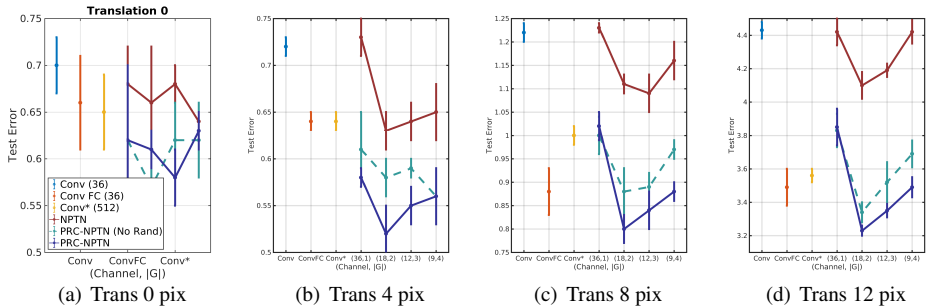 Translation 0
Test Error
0.75
0.7
0.65
0.6
0.55
0.5
Conv (36)
Conv FC (36)
Conv* (512)
NPTN
PRC-NPTN (No Rand)
PRC-NPTN
Conv ConvFC Conv*
(Channel, |G|)
(a) Trans 0 pix
Test Error
0.75
0.7
0.65
0.6
0.55
0.5
Conv ConvFC Conv* (36,1) (18,2) (12,3) (9,4)
(Channel, |G|)
(b) Trans 4 pix
Test Error
1.25
1.2
1.15
1.1
1.05
1
0.95
0.9
0.85
0.8
0.75
Conv ConvFC Conv* (36,1) (18,2) (12,3) (9,4)
(Channel, |G|)
(c) Trans 8 pix
Test Error
4.4
4.2
4
3.8
3.6
3.4
3.2
Conv ConvFC Conv* (36,1) (18,2) (12,3) (9,4)
(Channel, |G|)
(d) Trans 12 pix